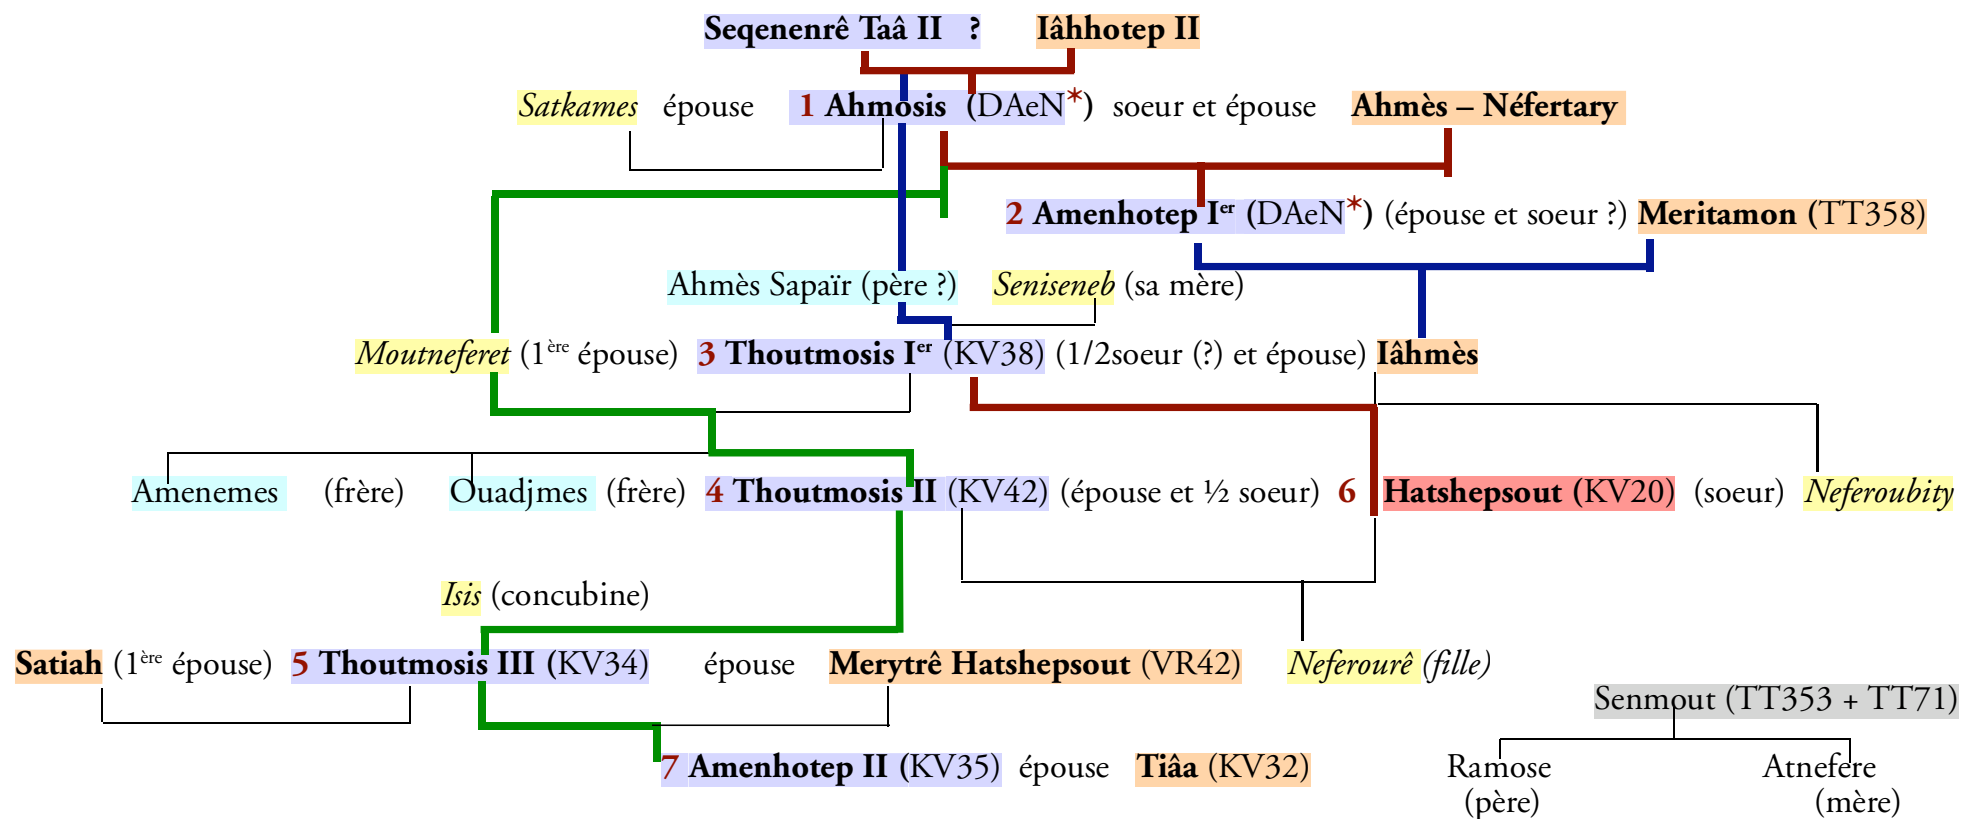 Seqenenrê Taâ II ? Iâhhotep II
Satkames épouse 1 Ahmosis (DAeN*) soeur et épouse Ahmès – Néfertary
2 Amenhotep Ier (DAeN*) (épouse et soeur ?) Meritamon (TT358)
Ahmès Sapaïr (père ?) Seniseneb (sa mère)
Moutneferet (1ère épouse) 3 Thoutmosis Ier (KV38) (1/2soeur (?) et épouse) Iâhmès
Amenemes (frère) Ouadjmes (frère) 4 Thoutmosis II (KV42) (épouse et ½ soeur) 6 Hatshepsout (KV20) (soeur) Neferoubity
Isis (concubine)
Satiah (1ère épouse) 5 Thoutmosis III (KV34) épouse Merytrê Hatshepsout (VR42) Neferourê (fille)
Senmout (TT353 + TT71)
7 Amenhotep II (KV35) épouse Tiâa (KV32) Ramose Atnefere
(père) (mère)